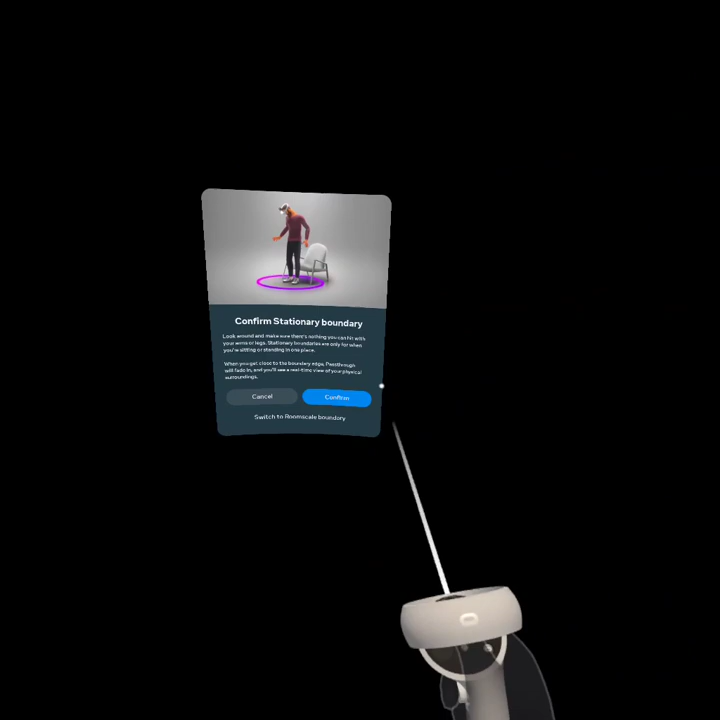 Confirm Stationary boundary
Look around and make sure there's nothing you can hit with
your arms or legs. Stationary boundaries are only for when
you're sitting or standing in one place.
When you get close to the boundary edge, Passthrough
will fade in, and you'll see a real-time view of your physical
surroundings.
Cancel
Confirm
Switch to Roomscale boundary